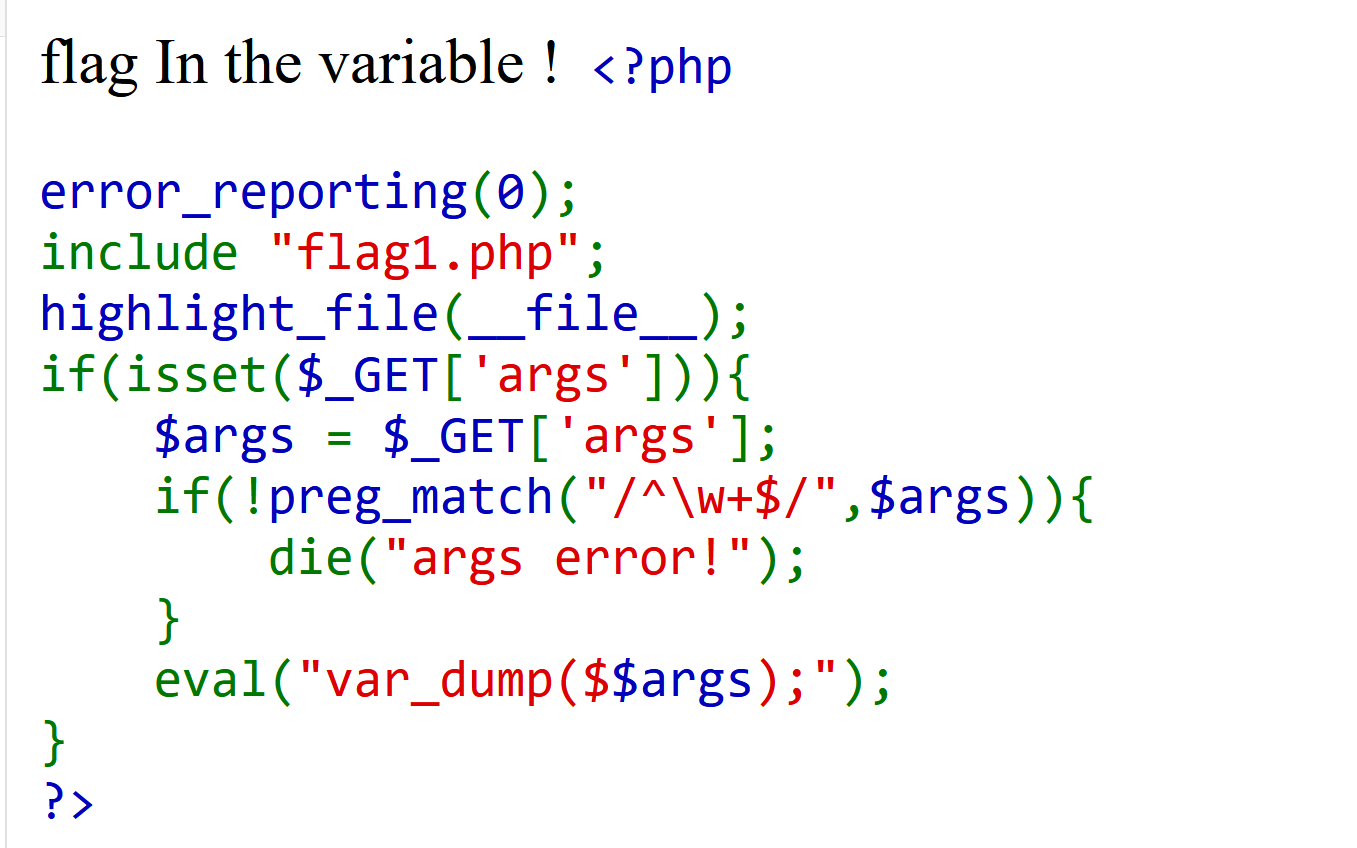 flag In the variable ! <?php

error_reporting(0);
include "flag1.php";
highlight_file(__file__);
if(isset($_GET['args'])){
    $args = $_GET['args'];
    if(!preg_match("/^\w+$/",$args)){
        die("args error!");
    }
    eval("var_dump($$args);");
}
?>